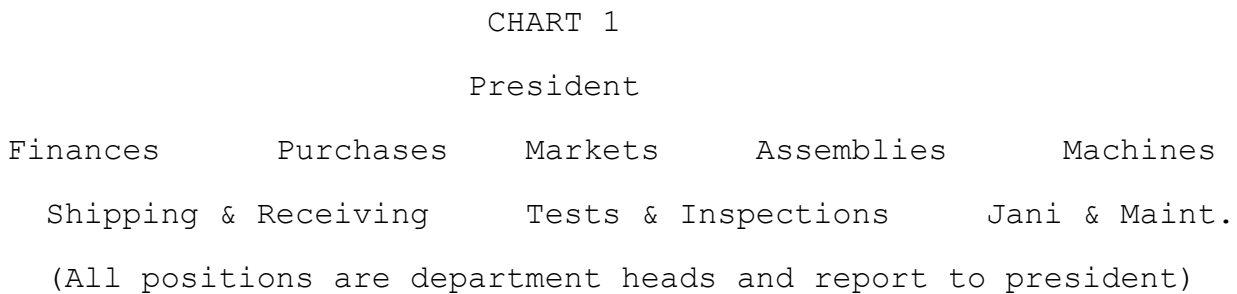 CHART 1
President
Finances Purchases Markets Assemblies Machines
Shipping & Receiving Tests & Inspections Jani & Maint.
(All positions are department heads and report to president)